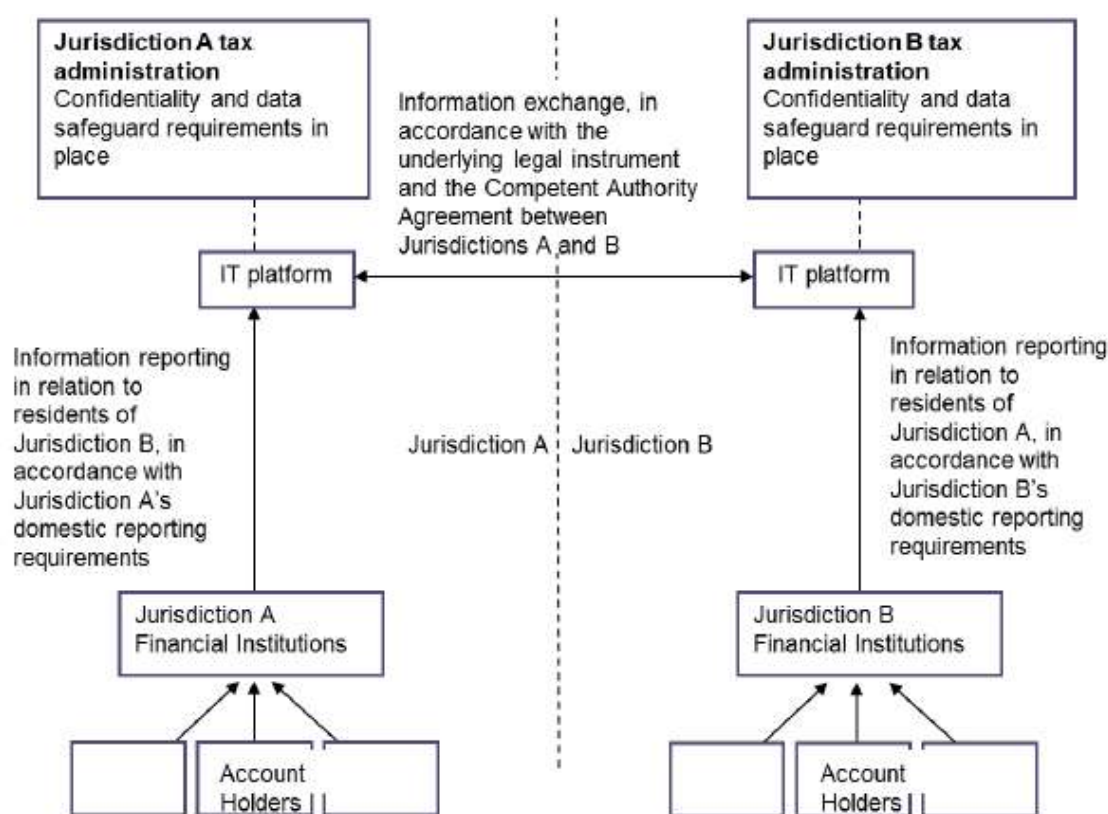 Jurisdiction A tax
administration
Confidentiality and data
safeguard requirements in
place
Information exchange, in
accordance with the
underlying legal instrument
and the Competent Authority
Agreement between
Jurisdictions A and B
Jurisdiction B tax
administration
Confidentiality and data
safeguard requirements in
place
IT platform
IT platform
Information reporting
in relation to
residents of
Jurisdiction B, in
accordance with
Jurisdiction A's
domestic reporting
requirements
Jurisdiction A
Jurisdiction B
Information reporting
in relation to
residents of
Jurisdiction A, in
accordance with
Jurisdiction B's
domestic reporting
requirements
Jurisdiction A
Financial Institutions
Jurisdiction B
Financial Institutions
Account
Holders
Account
Holders